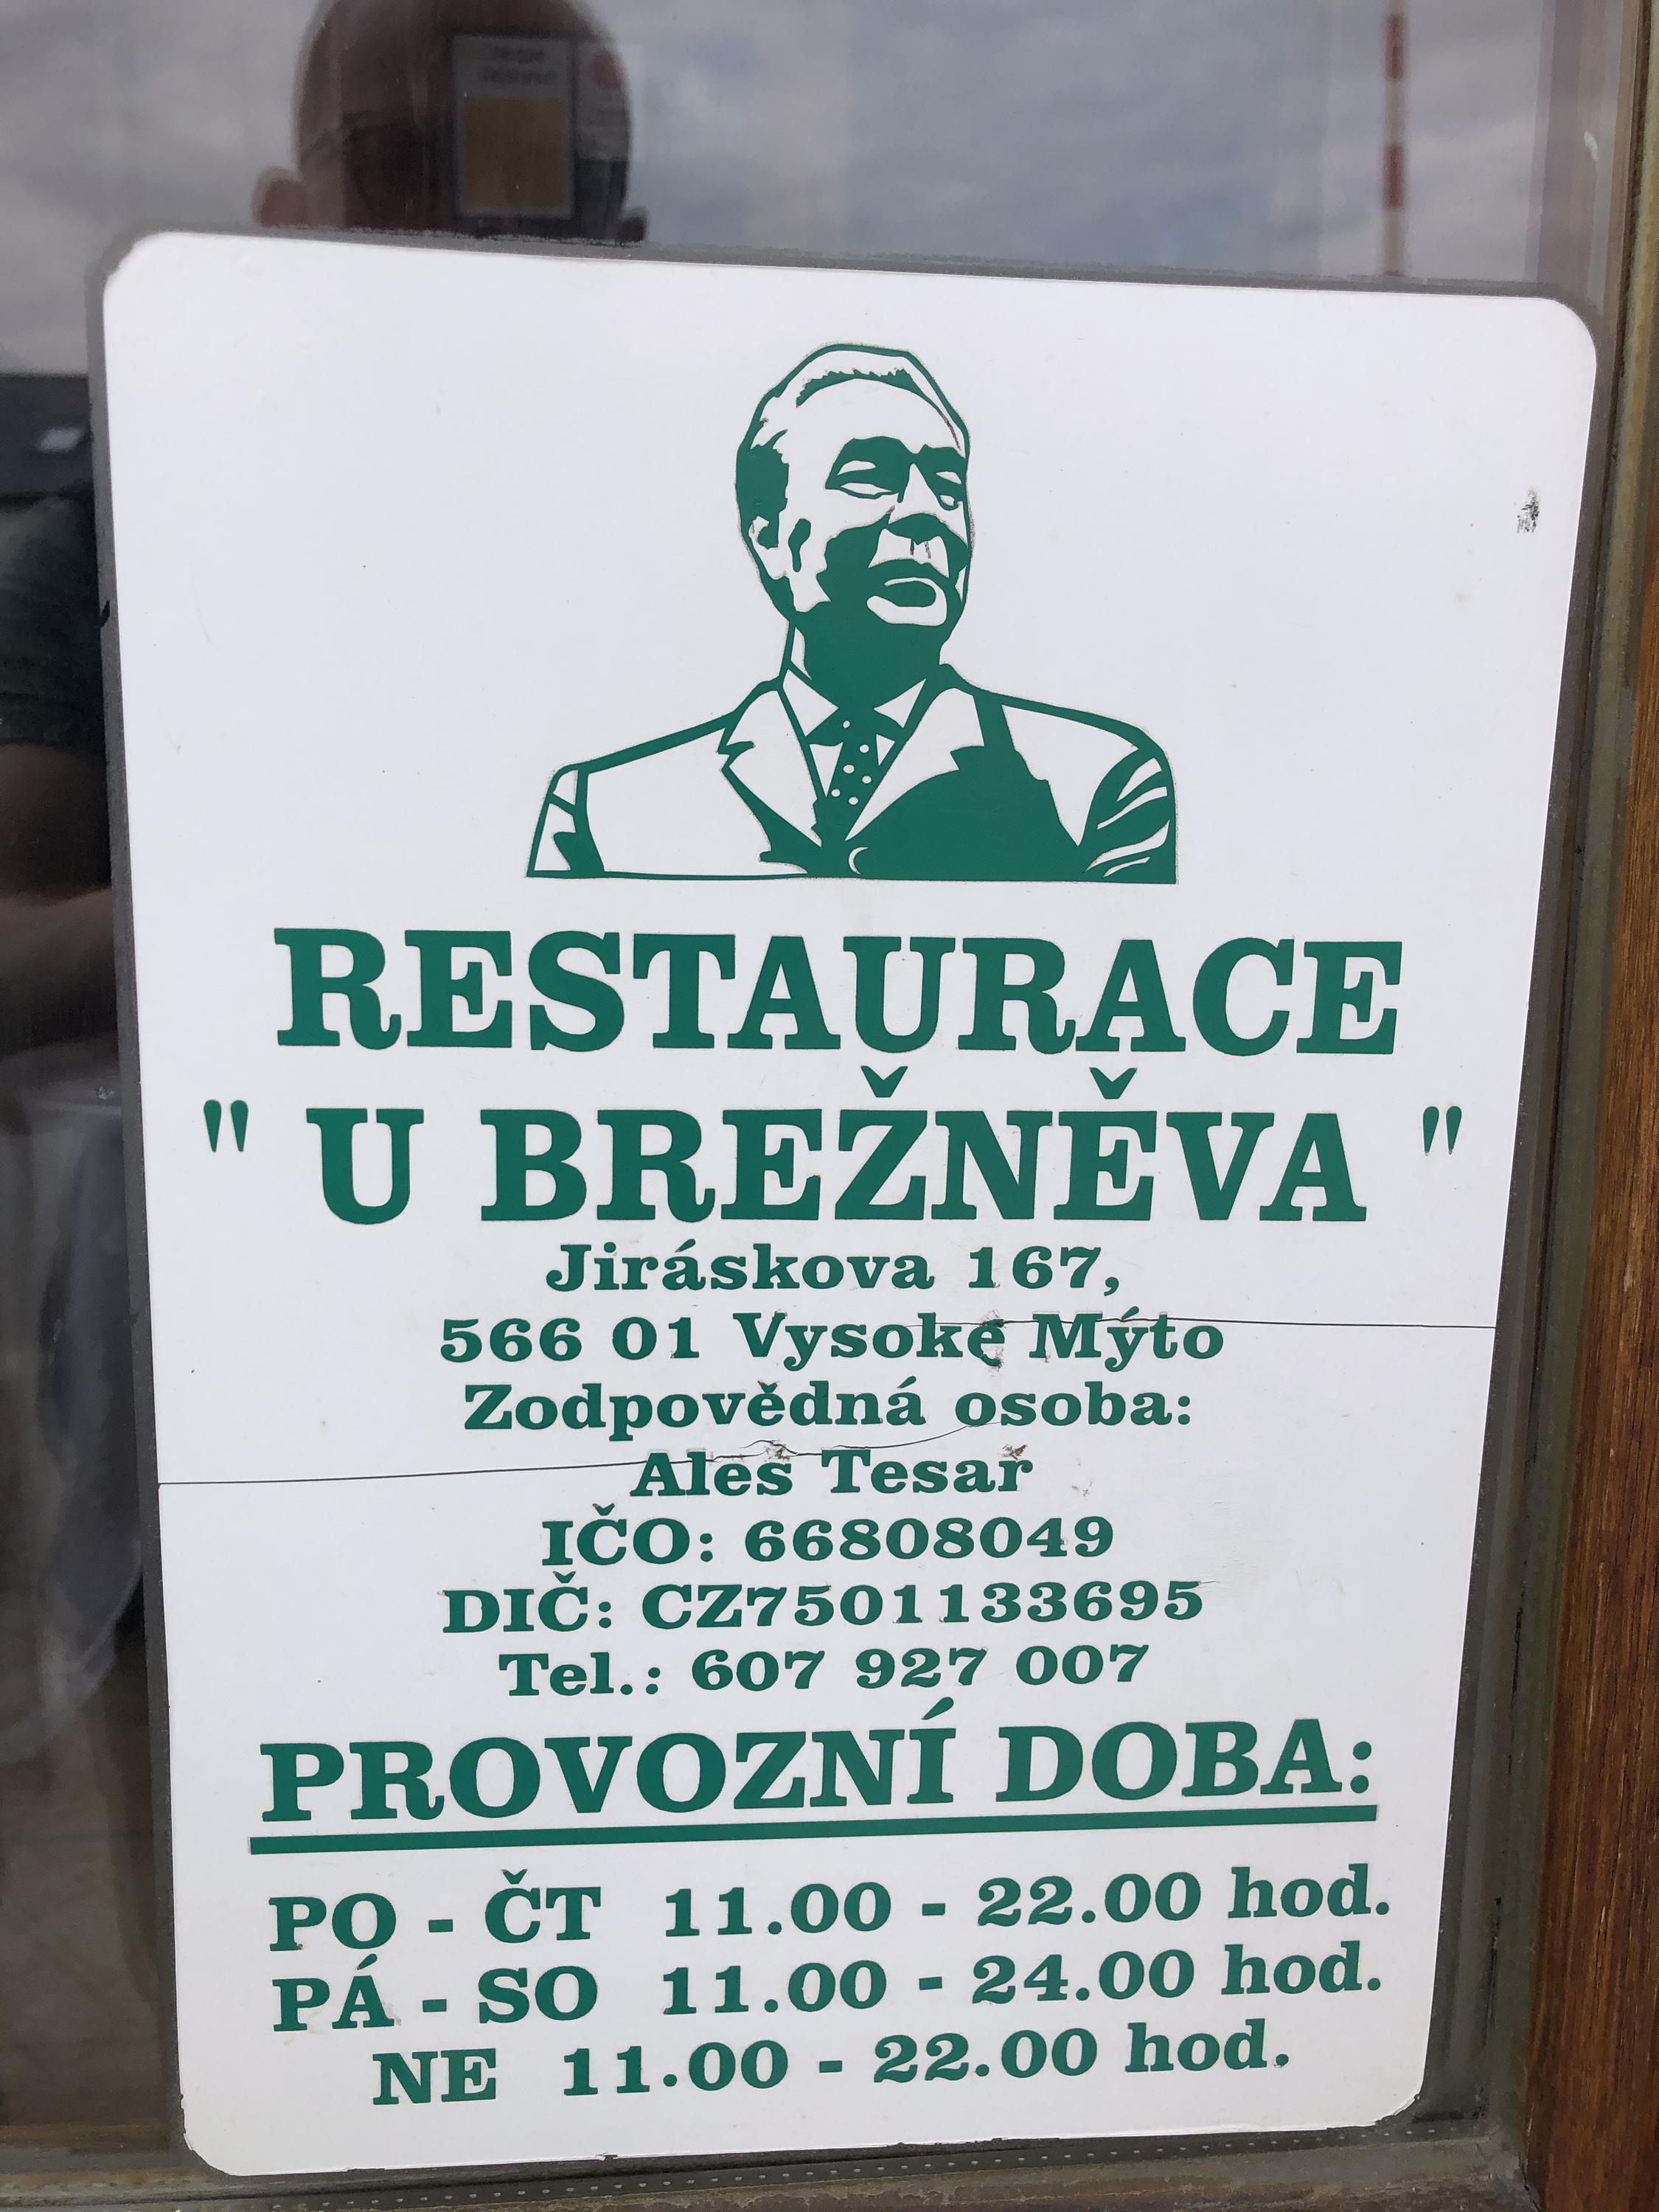 RESTAURACE
" U BREŽNĚVA "
Jiráskova 167,
566 01 Vysoké Mýto
Zodpovědná osoba:
Ales Tesař
IČO: 66808049
DIČ: CZ7501133695
Tel.: 607 927 007
PROVOZNÍ DOBA:
PO - ČT 11.00 - 22.00 hod.
PÁ - SO 11.00 - 24.00 hod.
NE 11.00 - 22.00 hod.